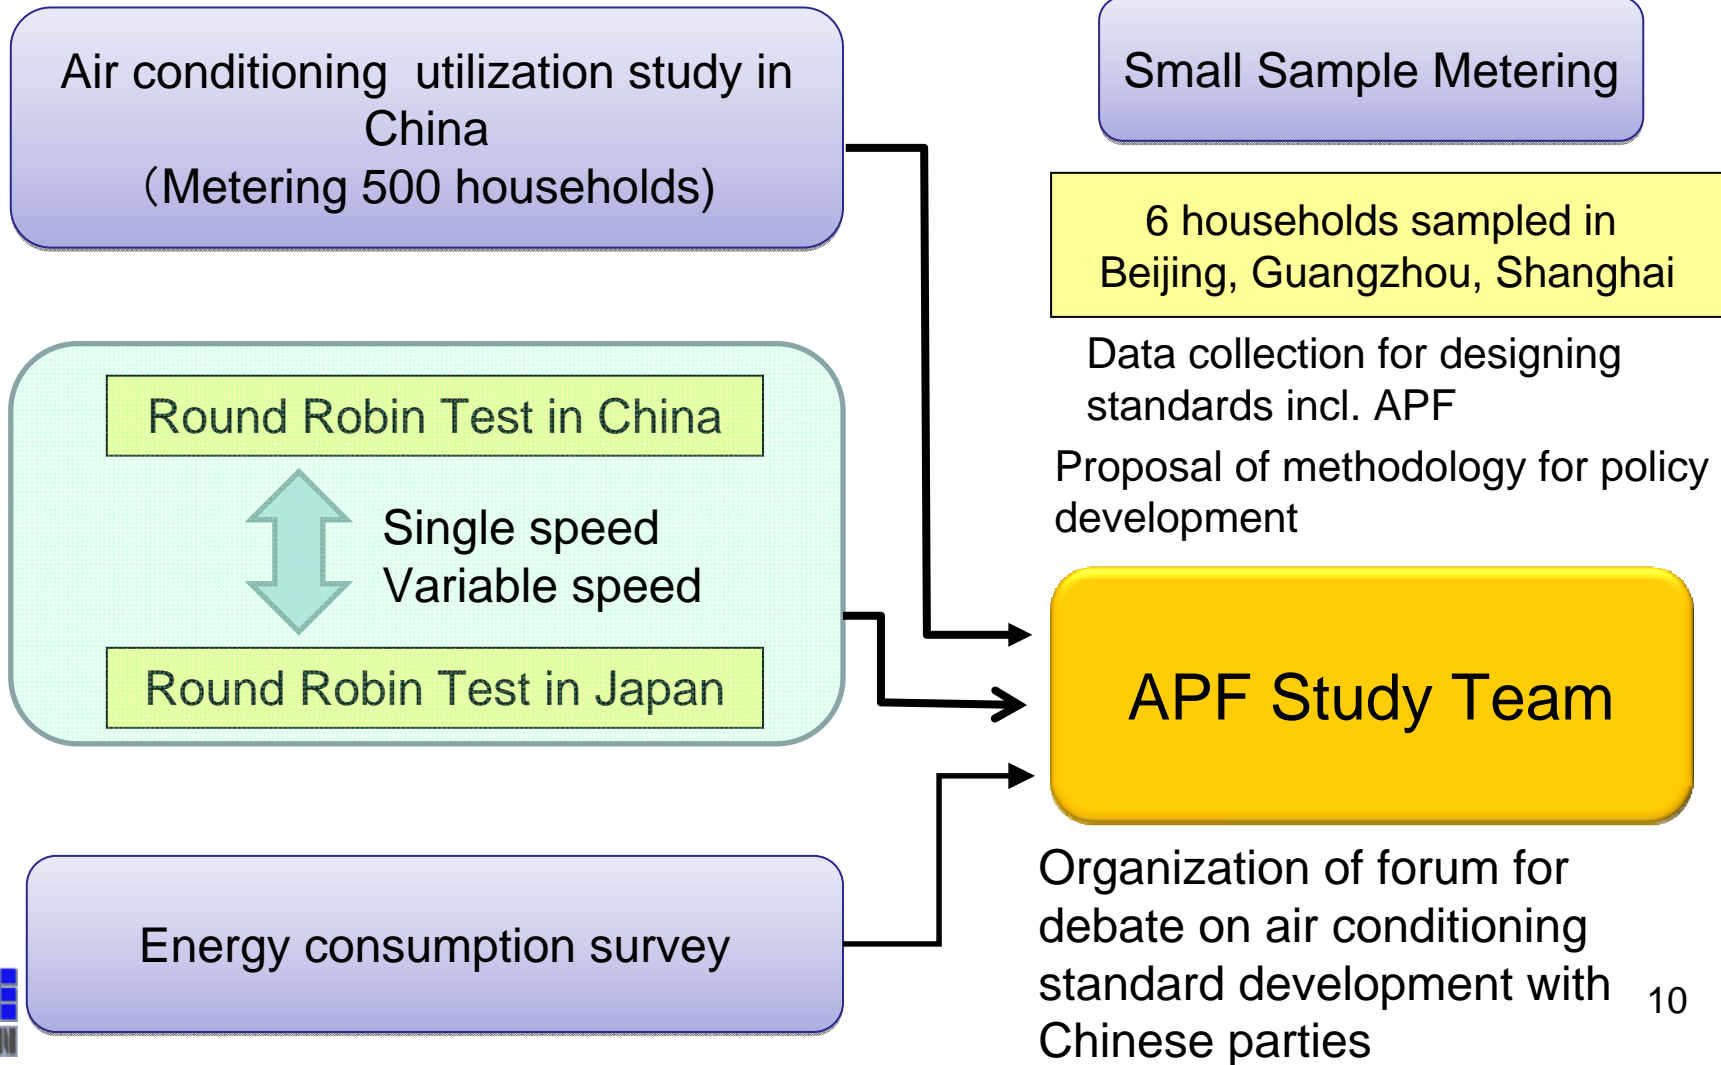 Air conditioning utilization study in
China
（Metering 500 households)
Small Sample Metering
6 households sampled in
Beijing, Guangzhou, Shanghai
Data collection for designing
standards incl. APF
Proposal of methodology for policy
development
Round Robin Test in China
Single speed
Variable speed
Round Robin Test in Japan
APF Study Team
Energy consumption survey
Organization of forum for
debate on air conditioning
standard development with
Chinese parties
10